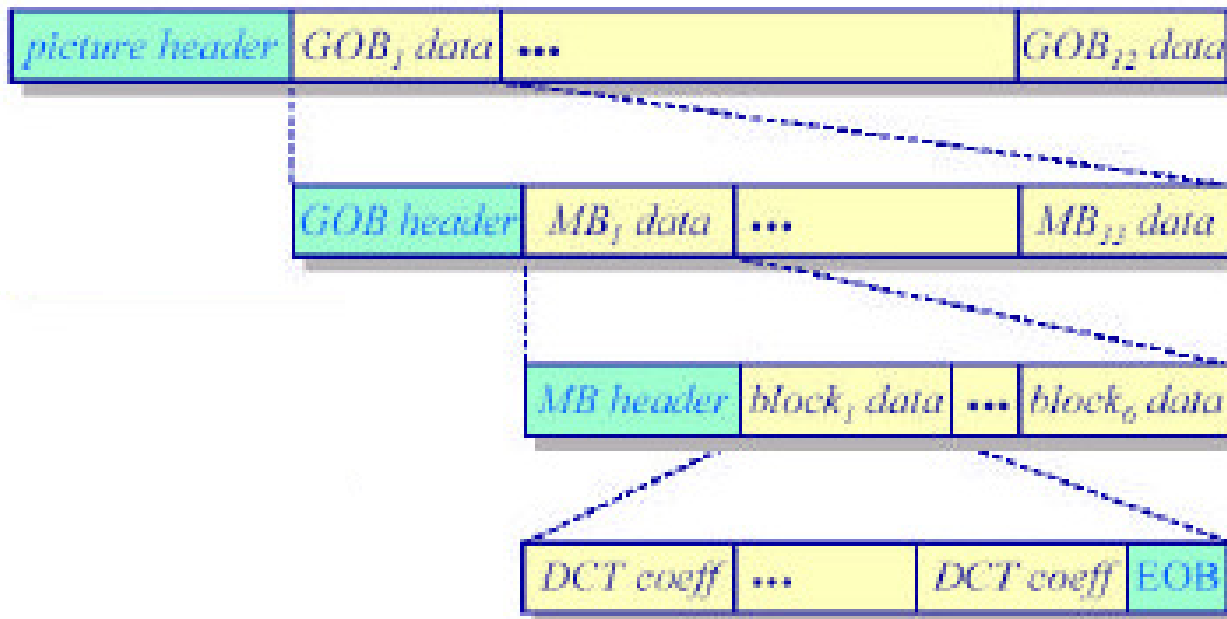 picture header GOB₁ data ••• GOB₁₂ data
GOB header MB₁ data ••• MB₃₃ data
MB header block₁ data ••• block₆ data
DCT coeff ••• DCT coeff EOB